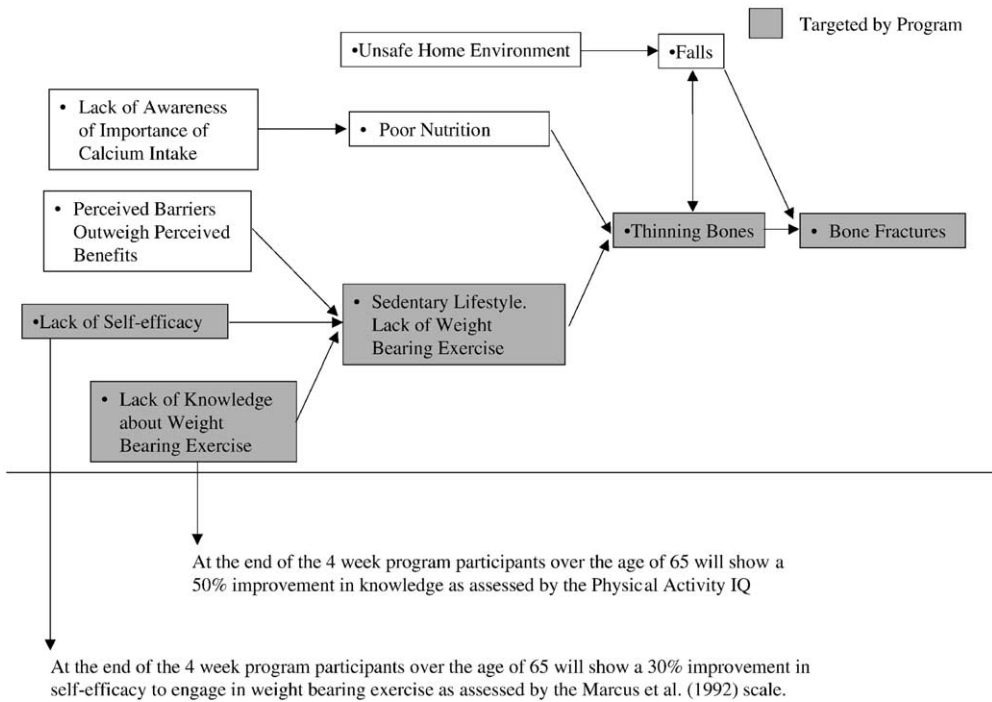 Targeted by Program
•Unsafe Home Environment
•Falls
• Lack of Awareness
of Importance of
Calcium Intake
• Poor Nutrition
• Perceived Barriers
Outweigh Perceived
Benefits
•Thinning Bones
• Bone Fractures
• Sedentary Lifestyle.
Lack of Weight
Bearing Exercise
•Lack of Self-efficacy
• Lack of Knowledge
about Weight
Bearing Exercise
At the end of the 4 week program participants over the age of 65 will show a
50% improvement in knowledge as assessed by the Physical Activity IQ
At the end of the 4 week program participants over the age of 65 will show a 30% improvement in
self-efficacy to engage in weight bearing exercise as assessed by the Marcus et al. (1992) scale.